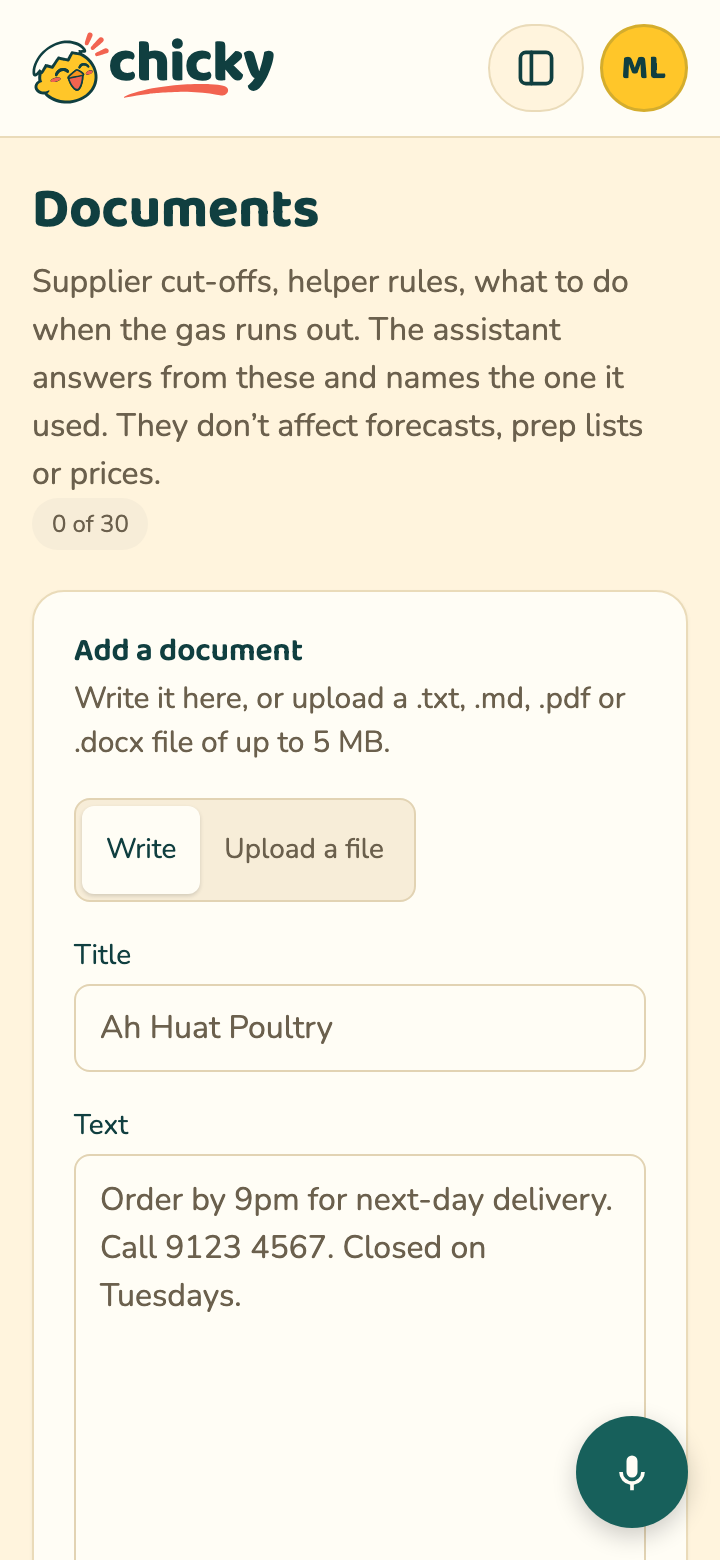 chicky
ML
Documents
Supplier cut-offs, helper rules, what to do
when the gas runs out. The assistant
answers from these and names the one it
used. They don’t affect forecasts, prep lists
or prices.
0 of 30
Add a document
Write it here, or upload a .txt, .md, .pdf or
.docx file of up to 5 MB.
Write
Upload a file
Title
Ah Huat Poultry
Text
Order by 9pm for next-day delivery.
Call 9123 4567. Closed on
Tuesdays.